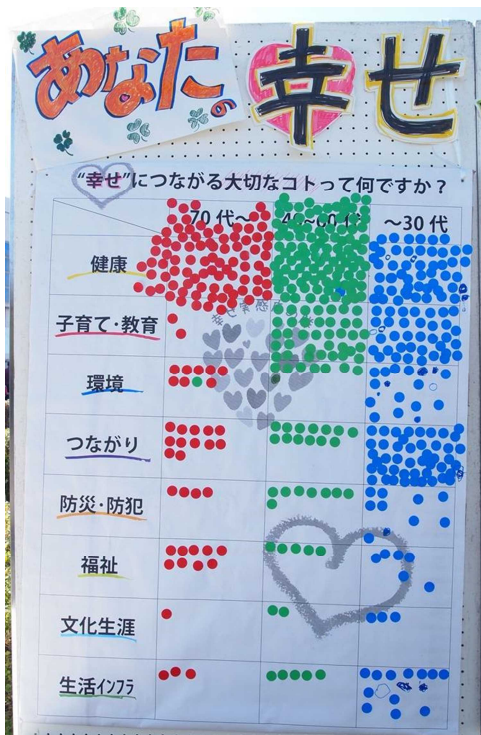 あなたの幸せ
“幸せ”につながる大切なコトって何ですか？
70代～ 40～60代 ～30代
健康
子育て・教育
環境
つながり
防災・防犯
福祉
文化生涯
生活インフラ